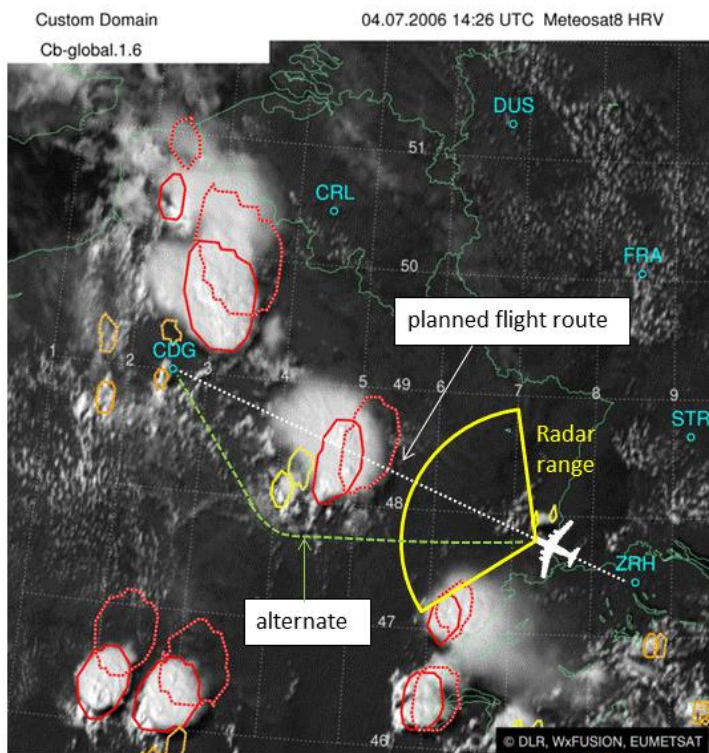 Custom Domain
04.07.2006 14:26 UTC Meteosat8 HRV
Cb-global.1.6
DUS
51
CRL
50
FRA
planned flight route
1
2
CDG
3
4
5
49
7
8
9
STR
Radar
range
48
6
ZRH
alternate
47
46
© DLR, WxFUSION, EUMETSAT